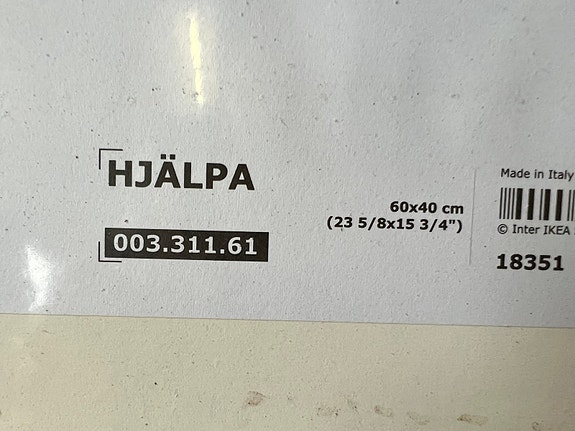 HJÄLPA
003.311.61
60x40 cm
(23 5/8x15 3/4")
Made in Italy
© Inter IKEA
18351